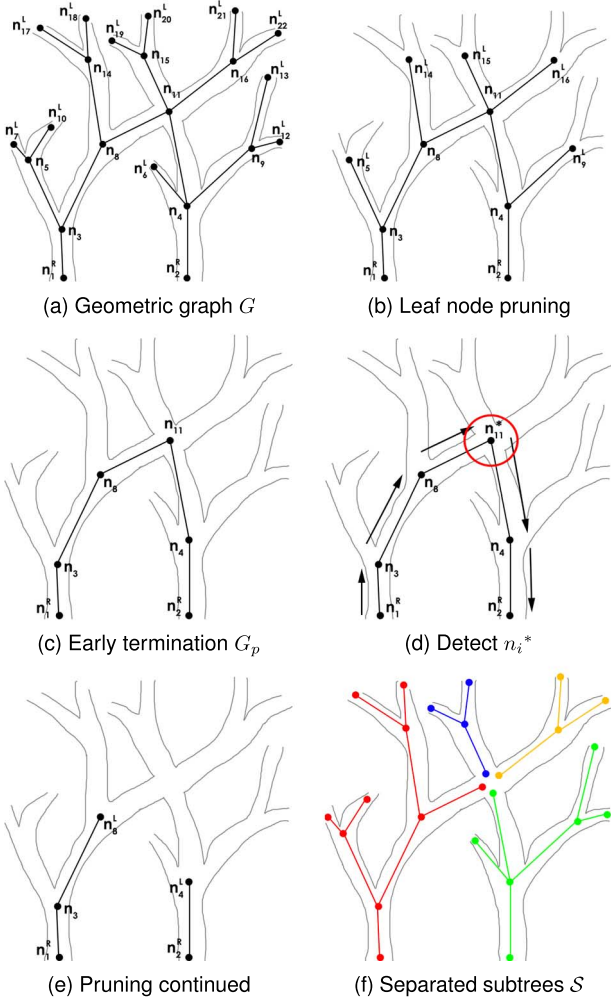 n₁₇ᴸ n₁₈ᴸ n₂₀ᴸ n₂₁ᴸ
n₁₉ᴸ n₂₂ᴸ
n₁₄ n₁₅ n₁₆ n₁₃ᴸ
n₁₁
n₇ᴸ n₁₀ᴸ
n₅ n₈ n₆ᴸ n₉ n₁₂ᴸ
n₃ n₄
n₁ᴿ n₂ᴿ
(a) Geometric graph G
n₁₄ᴸ n₁₅ᴸ n₁₆ᴸ
n₁₁
n₅ᴸ n₈ n₉ᴸ
n₃ n₄
n₁ᴿ n₂ᴿ
(b) Leaf node pruning
n₁₁
n₈
n₃ n₄
n₁ᴿ n₂ᴿ
(c) Early termination Gₚ
n₁₁*
n₈
n₃ n₄
n₁ᴿ n₂ᴿ
(d) Detect nᵢ*
n₈ᴸ
n₃ n₄ᴸ
n₁ᴿ n₂ᴿ
(e) Pruning continued
(f) Separated subtrees 𝒮